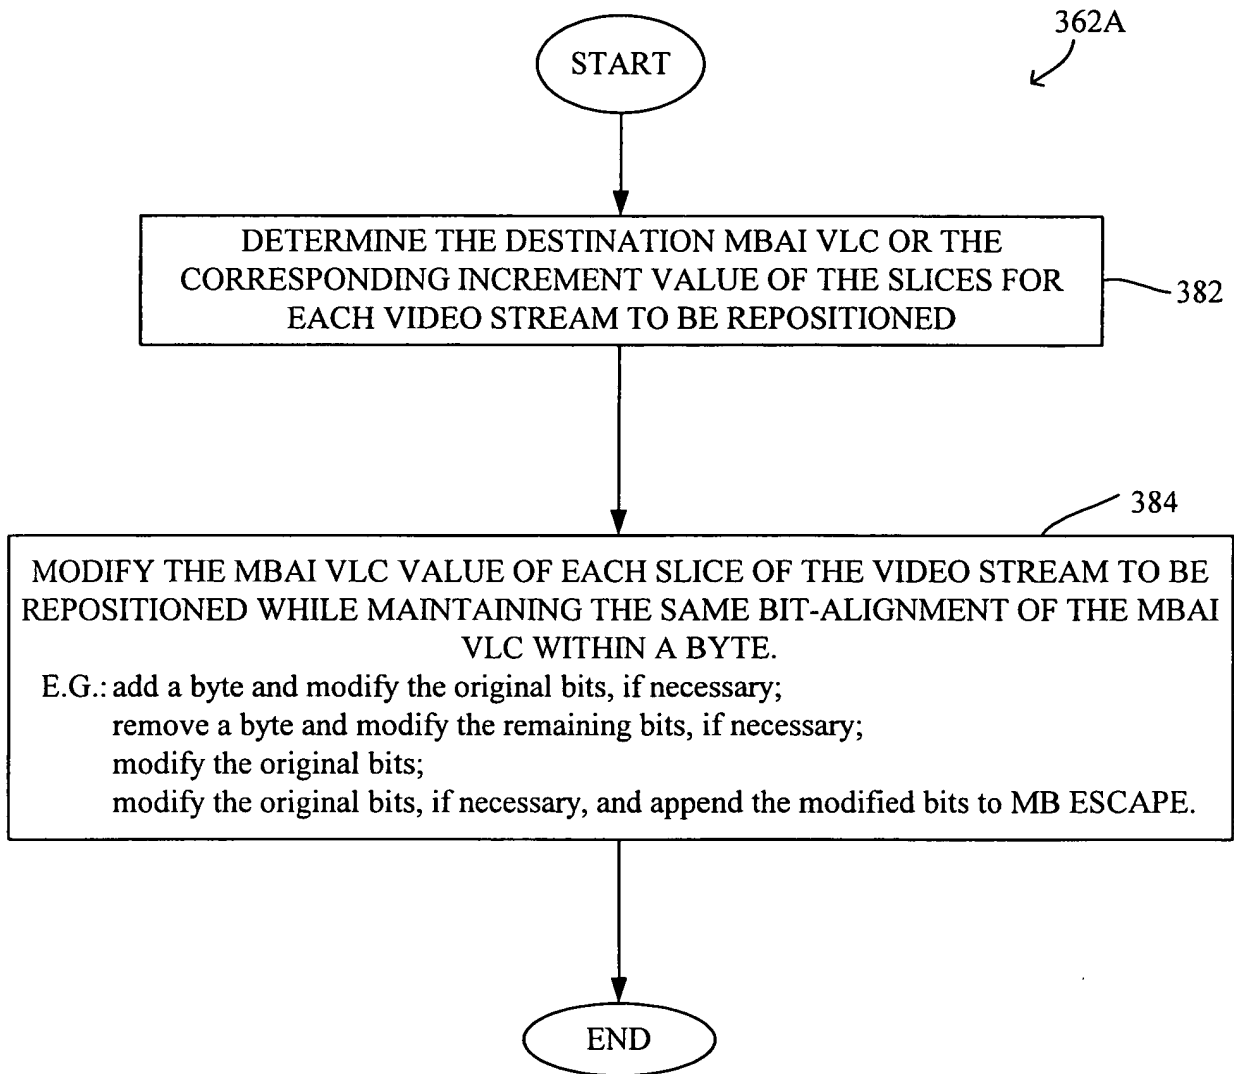 362A
START
DETERMINE THE DESTINATION MBAI VLC OR THE
CORRESPONDING INCREMENT VALUE OF THE SLICES FOR
EACH VIDEO STREAM TO BE REPOSITIONED
382
384
MODIFY THE MBAI VLC VALUE OF EACH SLICE OF THE VIDEO STREAM TO BE
REPOSITIONED WHILE MAINTAINING THE SAME BIT-ALIGNMENT OF THE MBAI
VLC WITHIN A BYTE.
E.G.: add a byte and modify the original bits, if necessary;
remove a byte and modify the remaining bits, if necessary;
modify the original bits;
modify the original bits, if necessary, and append the modified bits to MB ESCAPE.
END